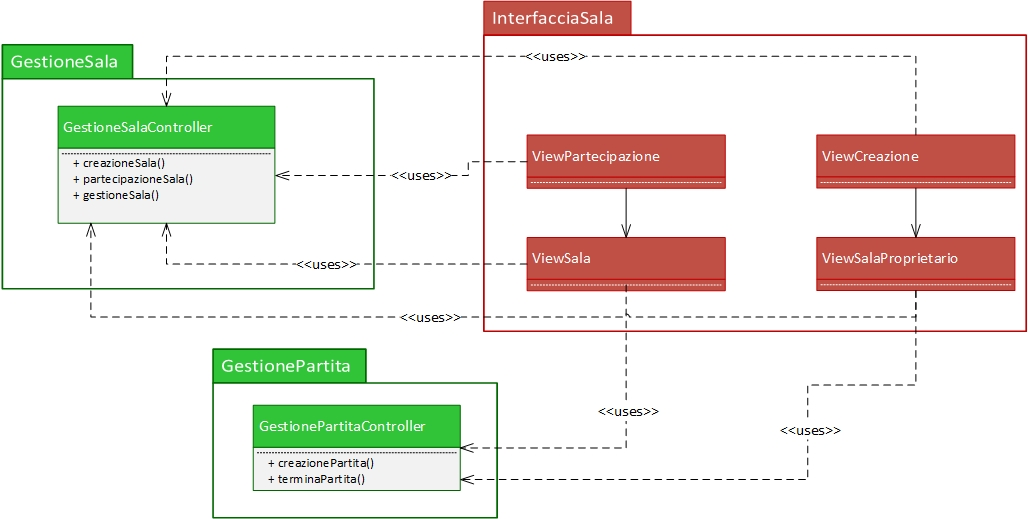 InterfacciaSala
GestioneSala
<<uses>>
GestioneSalaController
+ creazioneSala()
+ partecipazioneSala()
+ gestioneSala()
ViewPartecipazione
ViewCreazione
<<uses>>
ViewSala
ViewSalaProprietario
<<uses>>
<<uses>>
GestionePartita
<<uses>>
<<uses>>
GestionePartitaController
+ creazionePartita()
+ terminaPartita()